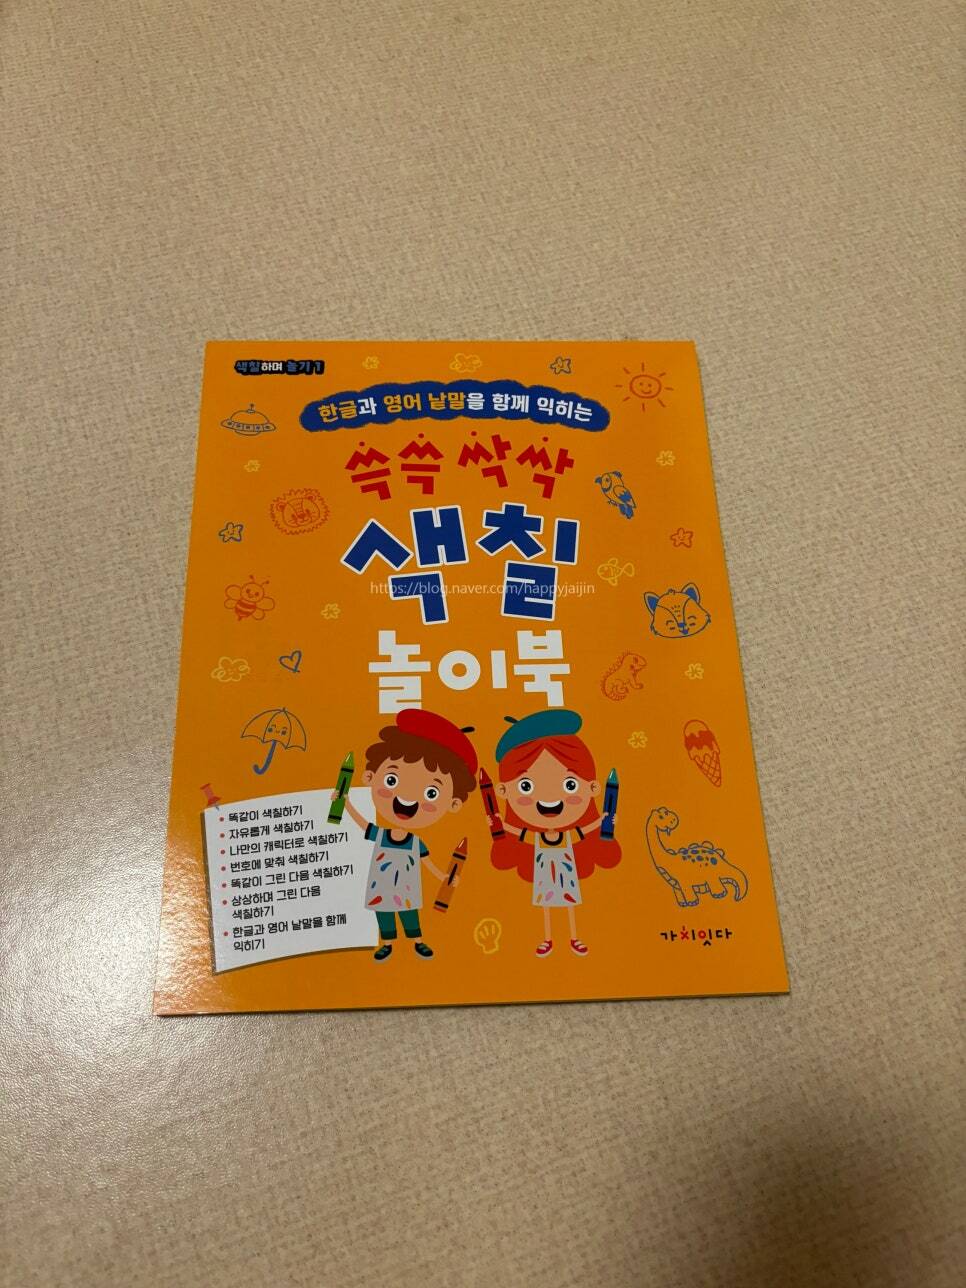 색칠하며 놀기 1
한글과 영어 낱말을 함께 익히는
쓱쓱 싹싹
색칠
https://blog.naver.com/happyjaijin
놀이북
똑같이 색칠하기
자유롭게 색칠하기
나만의 캐릭터로 색칠하기
번호에 맞춰 색칠하기
똑같이 그린 다음 색칠하기
상상하며 그린 다음
색칠하기
한글과 영어 낱말을 함께
익히기
가치잇다